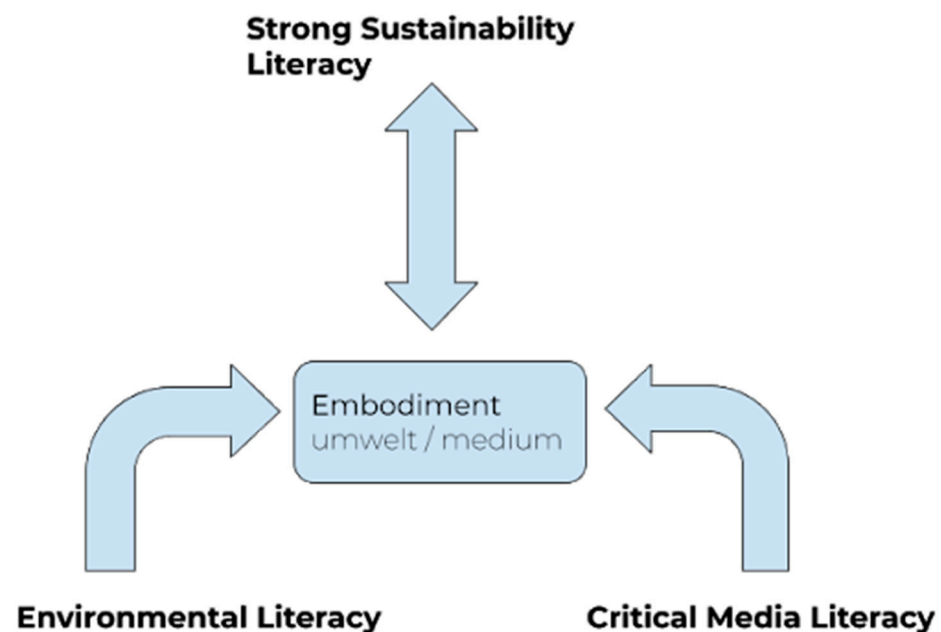 Strong Sustainability
Literacy
Embodiment
umwelt / medium
Environmental Literacy
Critical Media Literacy